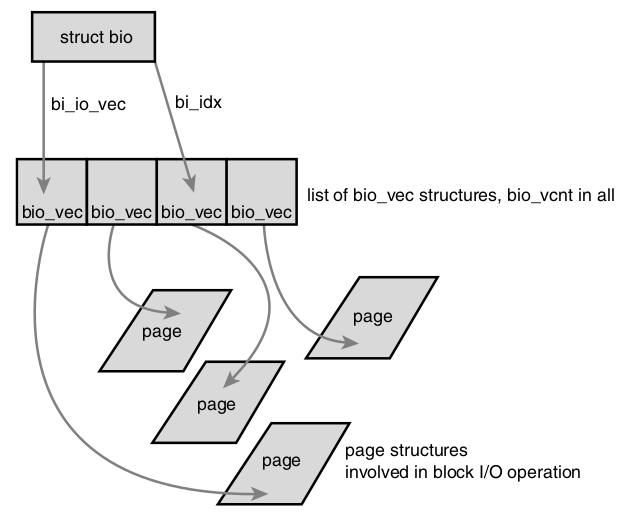 struct bio
bi_io_vec
bi_idx
bio_vec bio_vec bio_vec bio_vec
list of bio_vec structures, bio_vcnt in all
page
page
page
page
page structures
involved in block I/O operation